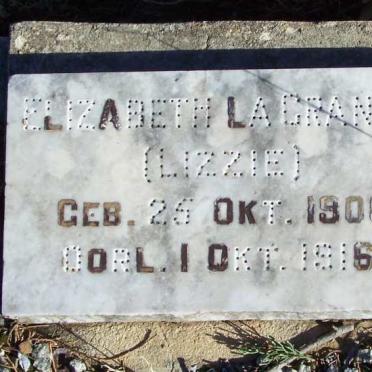 ELIZABETH LA GRAN
(LIZZIE)
GEB. 26 OKT. 190
OORL. 1 OKT. 1916